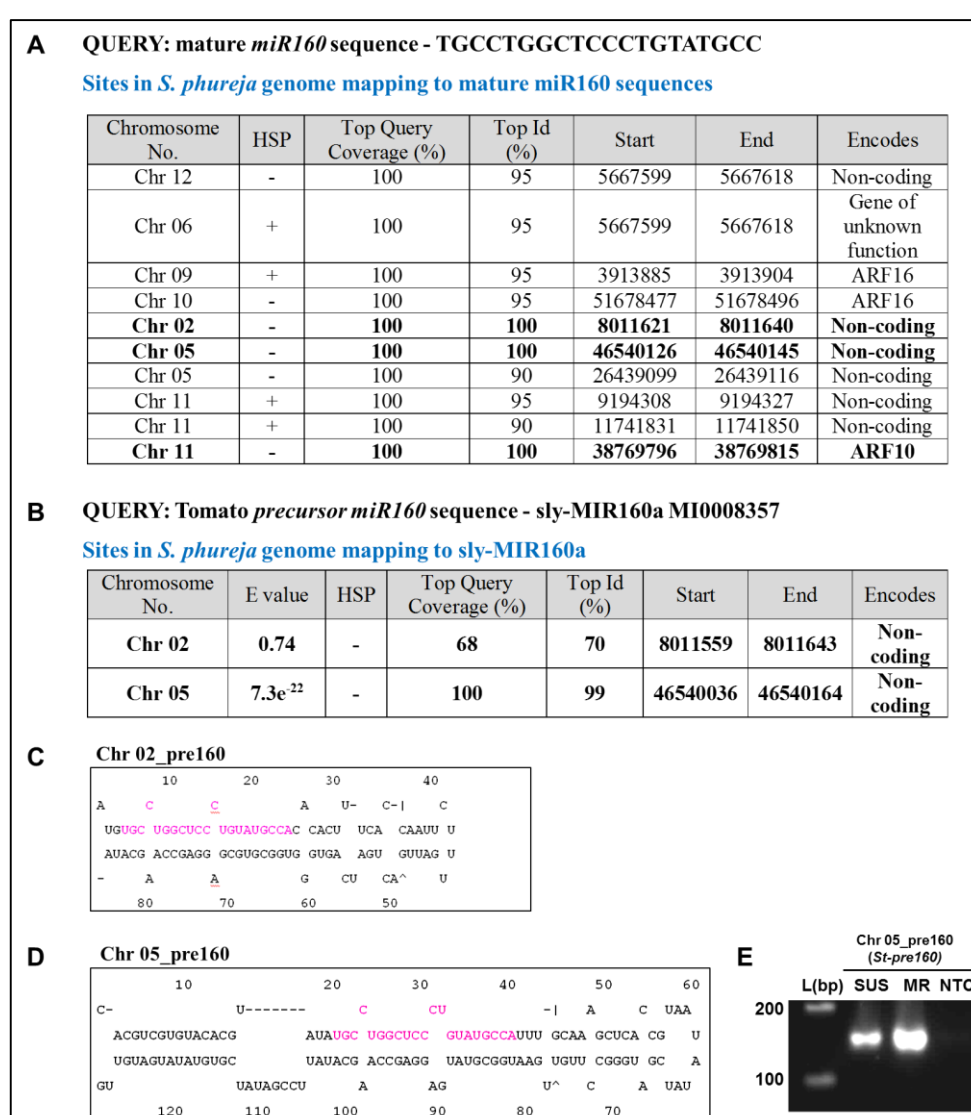 A QUERY: mature miR160 sequence - TGCCTGGCTCCCTGTATGCC
Sites in S. phureja genome mapping to mature miR160 sequences
Chromosome No. HSP Top Query Coverage (%) Top Id (%) Start End Encodes
Chr 12 - 100 95 5667599 5667618 Non-coding
Chr 06 + 100 95 5667599 5667618 Gene of unknown function
Chr 09 + 100 95 3913885 3913904 ARF16
Chr 10 - 100 95 51678477 51678496 ARF16
Chr 02 - 100 100 8011621 8011640 Non-coding
Chr 05 - 100 100 46540126 46540145 Non-coding
Chr 05 - 100 90 26439099 26439116 Non-coding
Chr 11 + 100 95 9194308 9194327 Non-coding
Chr 11 + 100 90 11741831 11741850 Non-coding
Chr 11 - 100 100 38769796 38769815 ARF10
B QUERY: Tomato precursor miR160 sequence - sly-MIR160a MI0008357
Sites in S. phureja genome mapping to sly-MIR160a
Chromosome No. E value HSP Top Query Coverage (%) Top Id (%) Start End Encodes
Chr 02 0.74 - 68 70 8011559 8011643 Non-coding
Chr 05 7.3e-22 - 100 99 46540036 46540164 Non-coding
C Chr 02_pre160
10 20 30 40
A C C A U- C-| C
UGUGC UGGCUCC UGUAUGCCAC CACU UCA CAAUU U
AUACG ACCGAGG GCGUGCGGUG GUGA AGU GUUAG U
- A A G CU CA^ U
80 70 60 50
D Chr 05_pre160
10 20 30 40 50 60
C- U------- C CU -| A C UAA
ACGUCGUGUACACG AUAUGC UGGCUCC GUAUGCCAUUU GCAA GCUCA CG U
UGUAGUAUAUGUGC UAUACG ACCGAGG UAUGCGGUAAG UGUU CGGGU GC A
GU UAUAGCCU A AG U^ C A UAU
120 110 100 90 80 70
E Chr 05_pre160
(St-pre160)
L(bp) SUS MR NTC
200
100